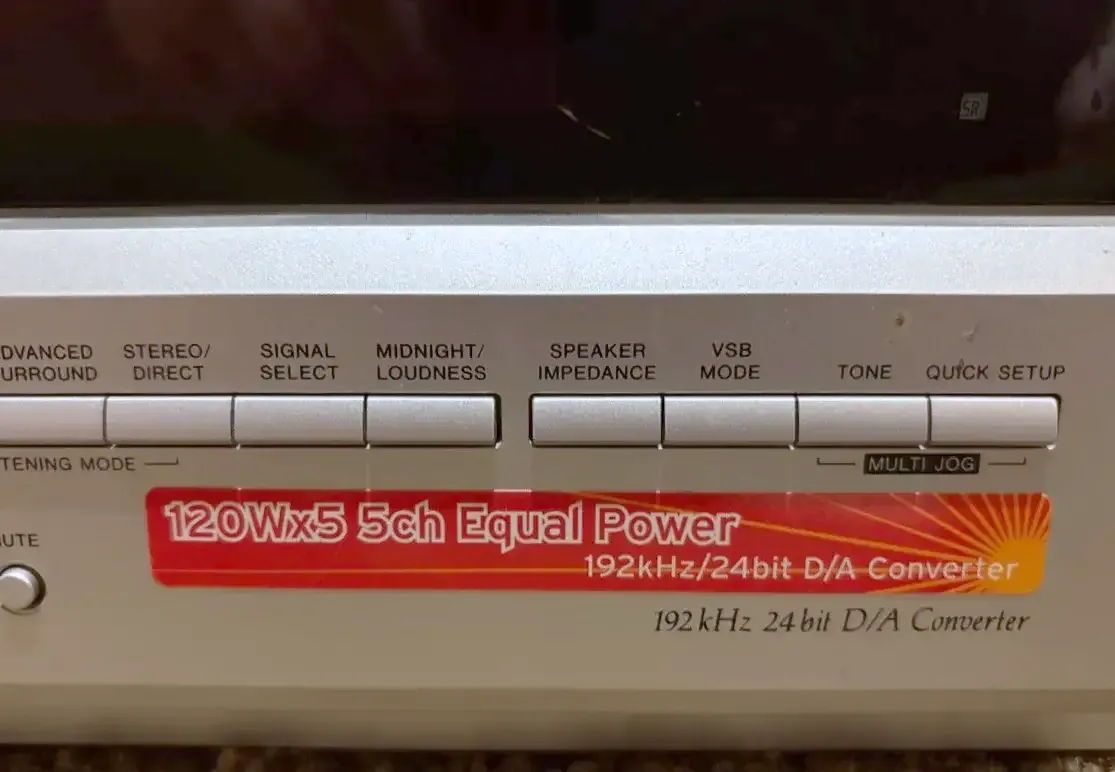 SR
DVANCED
URROUND
STEREO/
DIRECT
SIGNAL
SELECT
MIDNIGHT/
LOUDNESS
SPEAKER
IMPEDANCE
VSB
MODE
TONE
QUICK SETUP
TENING MODE
MULTI JOG
120Wx5 5ch Equal Power
192kHz/24bit D/A Converter
UTE
192kHz 24bit D/A Converter